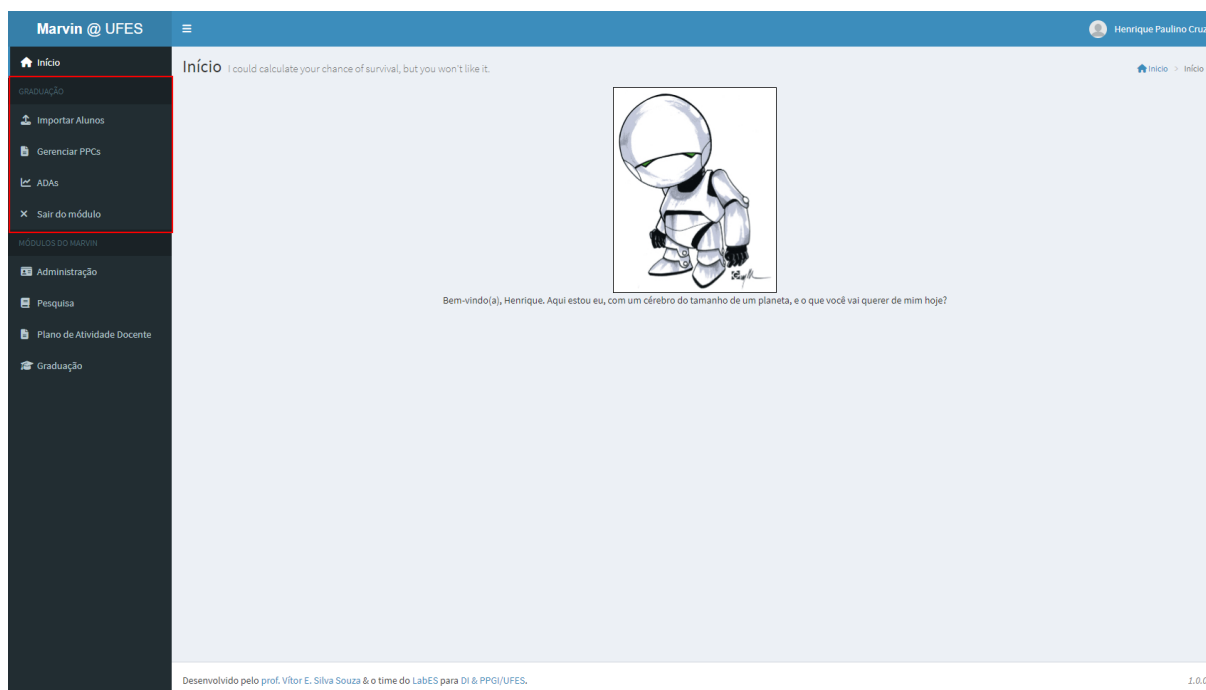 Marvin @ UFES
Henrique Paulino Cruz
Início
Início I could calculate your chance of survival, but you won't like it.
Início > Início
GRADUAÇÃO
Importar Alunos
Gerenciar PPCs
ADAs
Sair do módulo
MÓDULOS DO MARVIN
Administração
Pesquisa
Plano de Atividade Docente
Graduação
Bem-vindo(a), Henrique. Aqui estou eu, com um cérebro do tamanho de um planeta, e o que você vai querer de mim hoje?
Desenvolvido pelo prof. Vítor E. Silva Souza & o time do LabES para DI & PPGI/UFES.
1.0.0